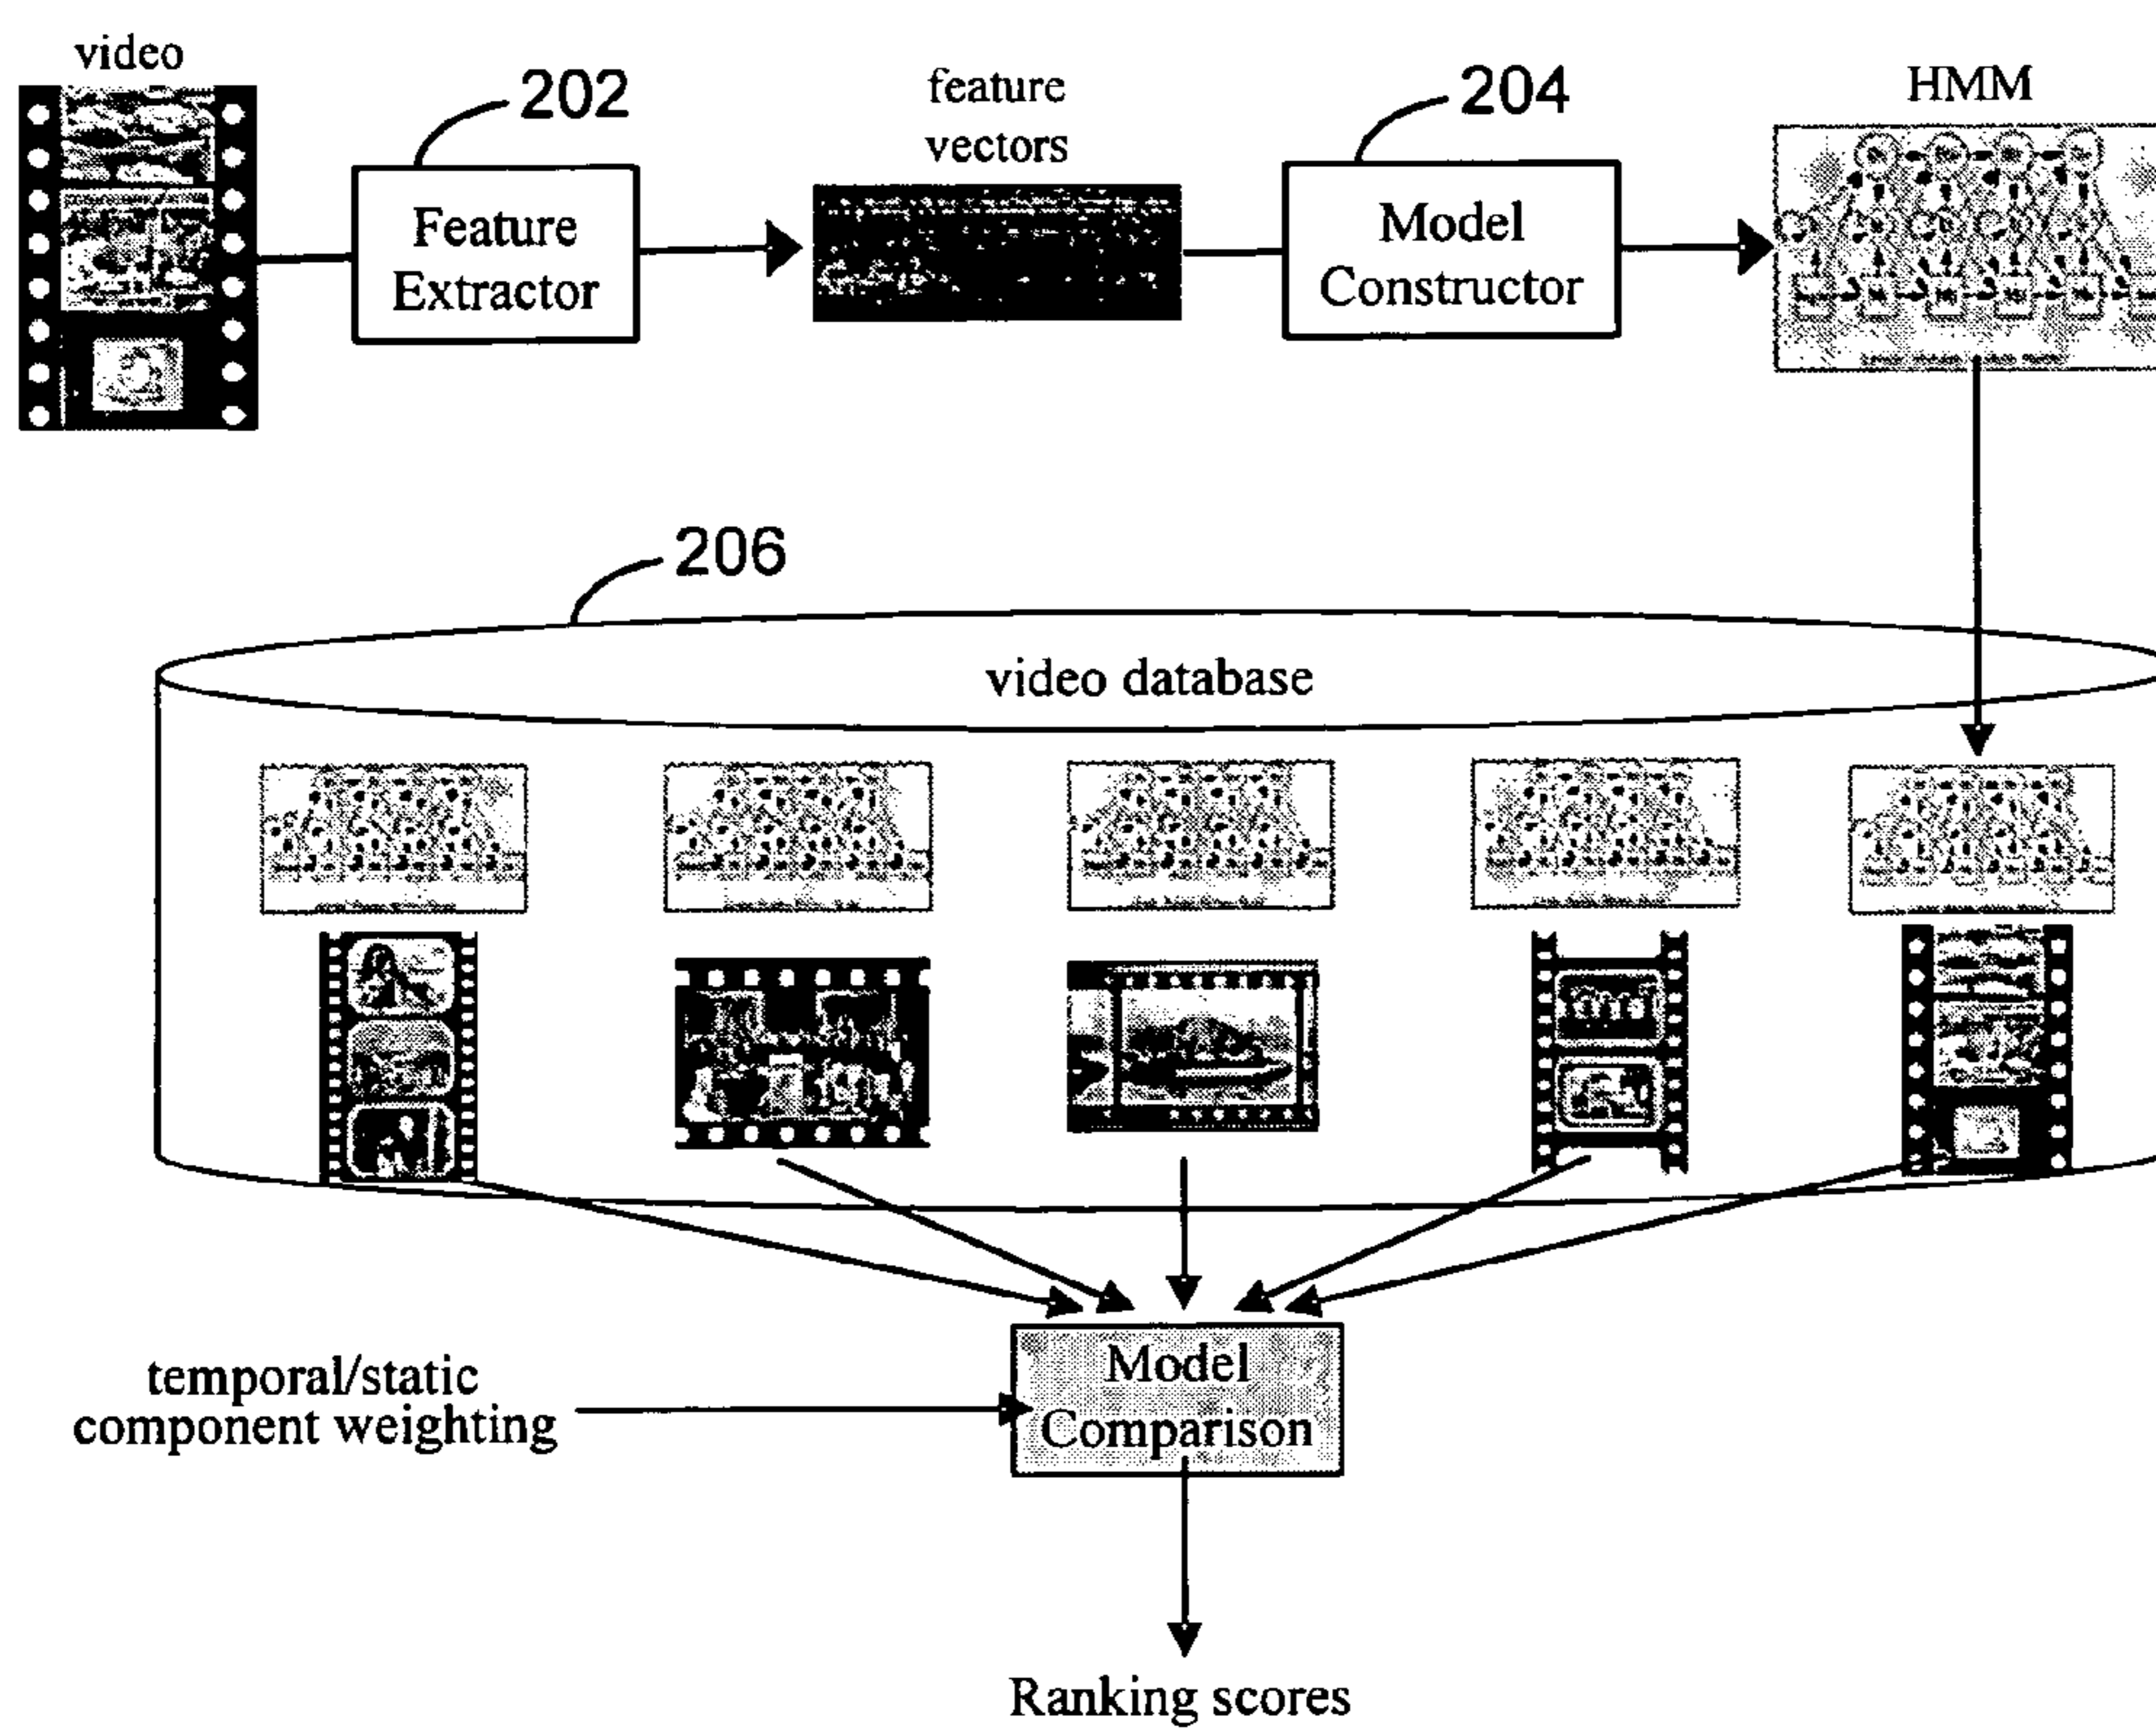 video
202
feature
vectors
204
HMM
Feature
Extractor
Model
Constructor
206
video database
temporal/static
component weighting
Model
Comparison
Ranking scores